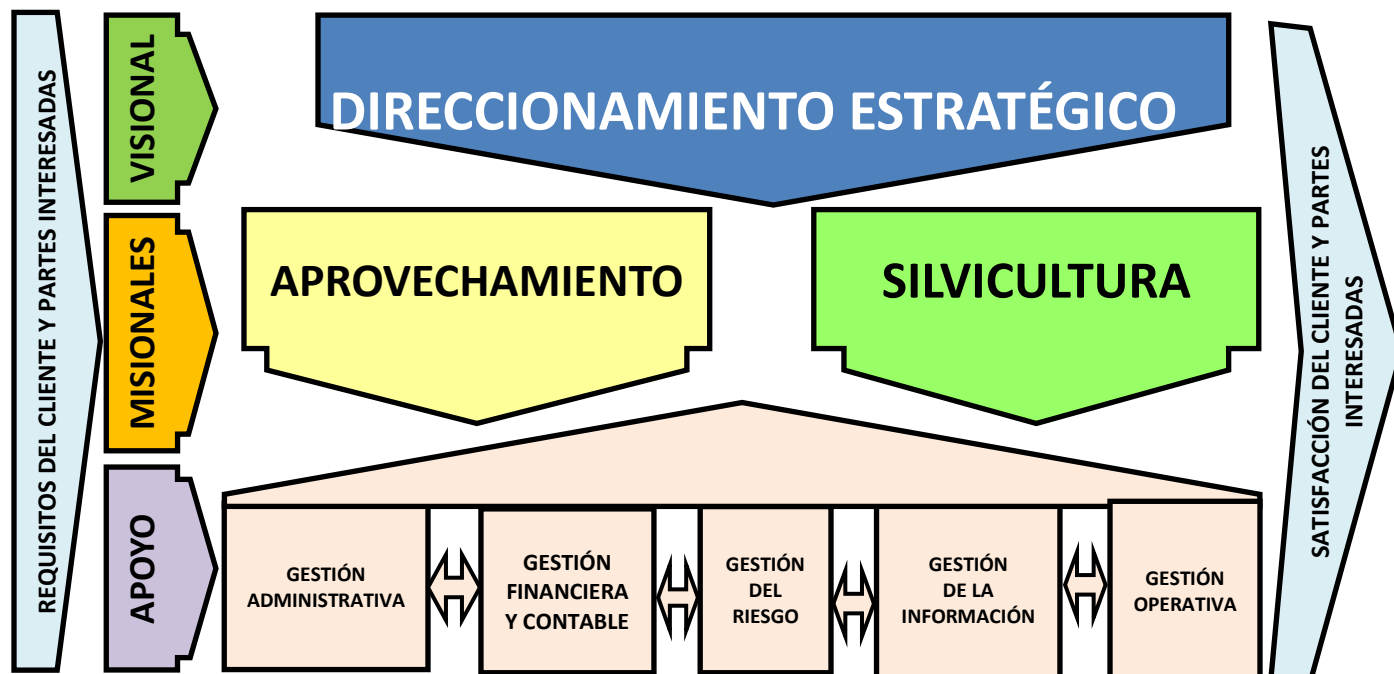 REQUISITOS DEL CLIENTE Y PARTES INTERESADAS
VISIONAL
DIRECCIONAMIENTO ESTRATÉGICO
MISIONALES
APROVECHAMIENTO
SILVICULTURA
APOYO
GESTIÓN
ADMINISTRATIVA
GESTIÓN
FINANCIERA
Y CONTABLE
GESTIÓN
DEL
RIESGO
GESTIÓN
DE LA
INFORMACIÓN
GESTIÓN
OPERATIVA
SATISFACCIÓN DEL CLIENTE Y PARTES
INTERESADAS